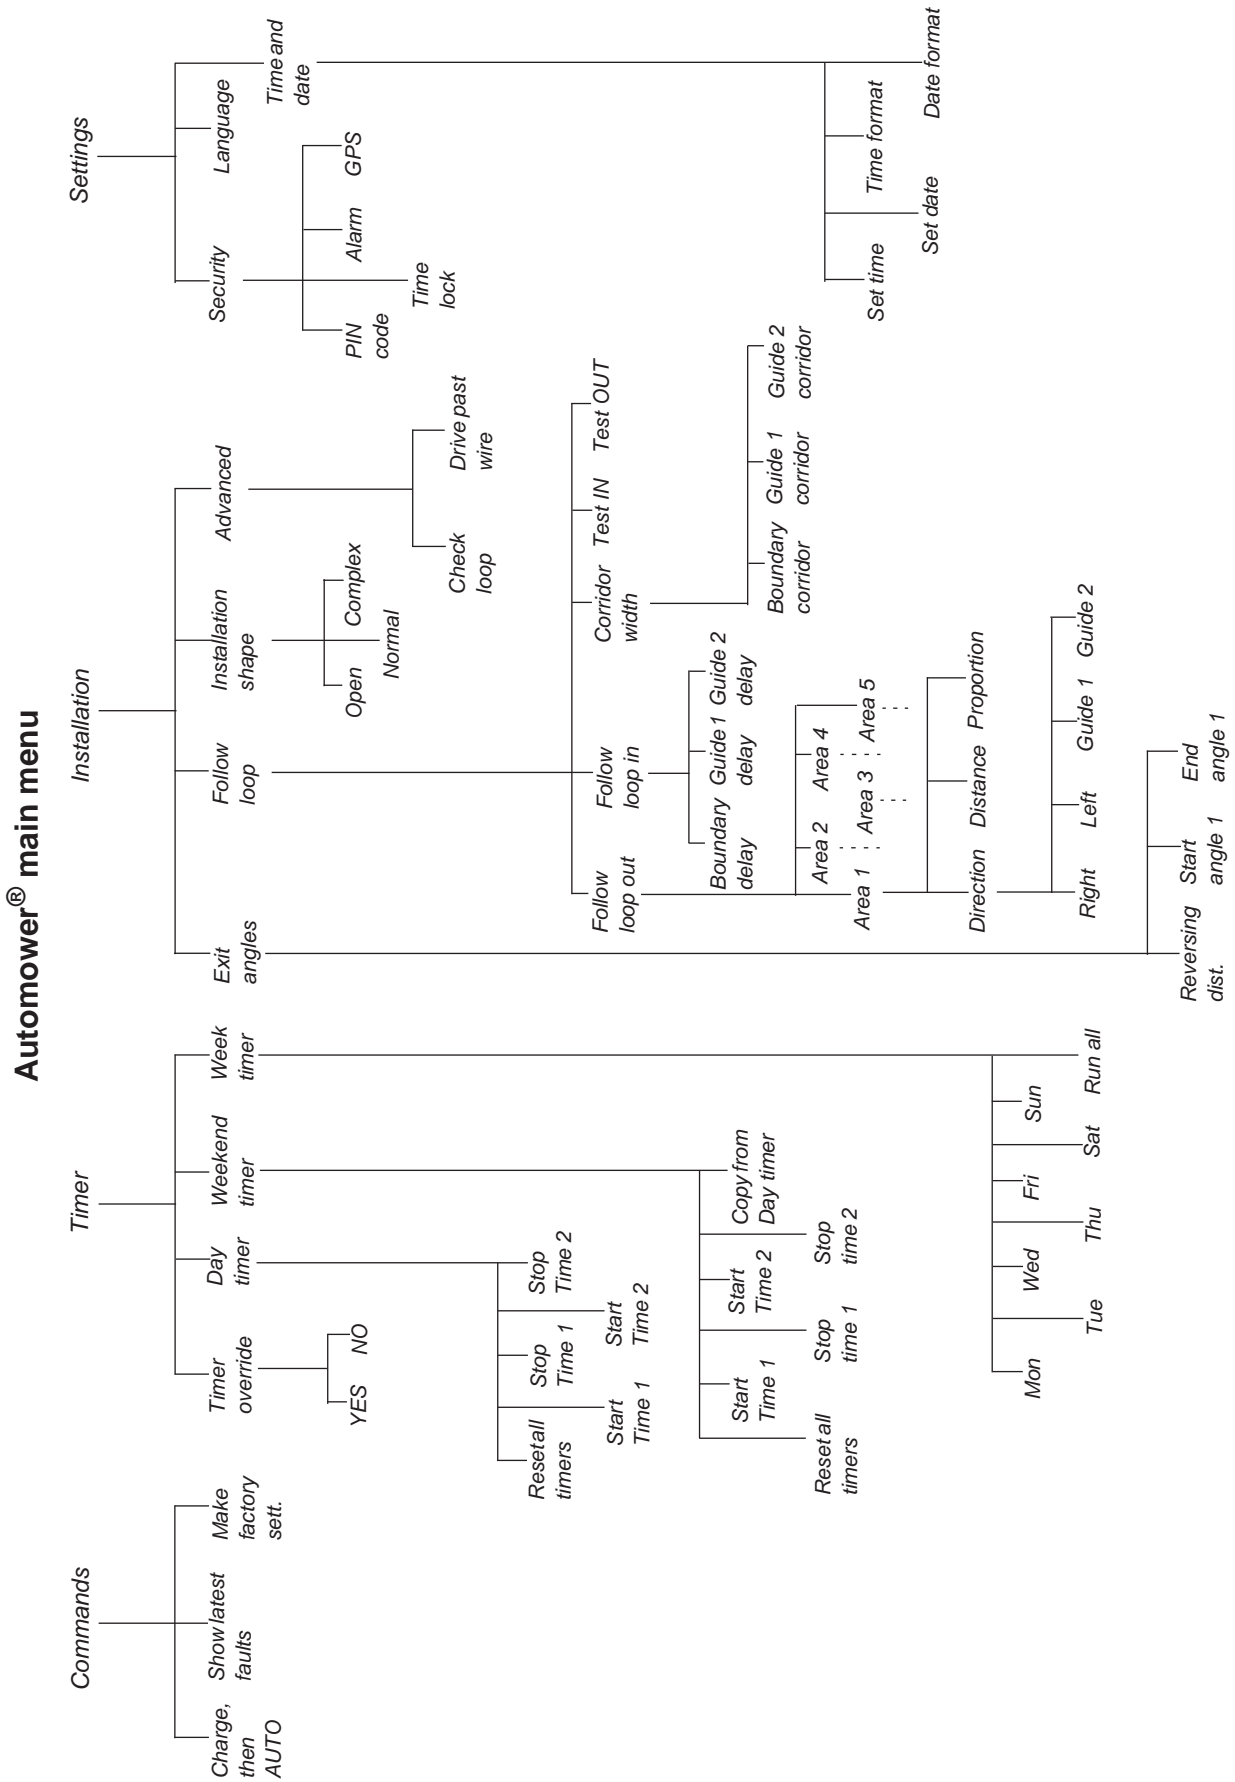 Automower® main menu
Commands
Charge,
then
AUTO
Show latest
faults
Make
factory
sett.
Timer
Timer
override
YES
NO
Day
timer
Reset all
timers
Start
Time 1
Stop
Time 1
Start
Time 2
Stop
Time 2
Weekend
timer
Reset all
timers
Start
Time 1
Stop
time 1
Start
Time 2
Stop
time 2
Copy from
Day timer
Week
timer
Mon
Tue
Wed
Thu
Fri
Sat
Sun
Run all
Installation
Exit
angles
Reversing
dist.
Start
angle 1
End
angle 1
Follow
loop
Follow
loop out
Area 1
Area 2
Area 3
Area 4
Area 5
Direction
Distance
Proportion
Right
Left
Guide 1
Guide 2
Follow
loop in
Boundary
delay
Guide 1
delay
Guide 2
delay
Corridor
width
Boundary
corridor
Guide 1
corridor
Guide 2
corridor
Test IN
Test OUT
Installation
shape
Open
Normal
Complex
Advanced
Check
loop
Drive past
wire
Settings
Security
PIN
code
Time
lock
Alarm
GPS
Language
Time and
date
Set time
Set date
Time format
Date format